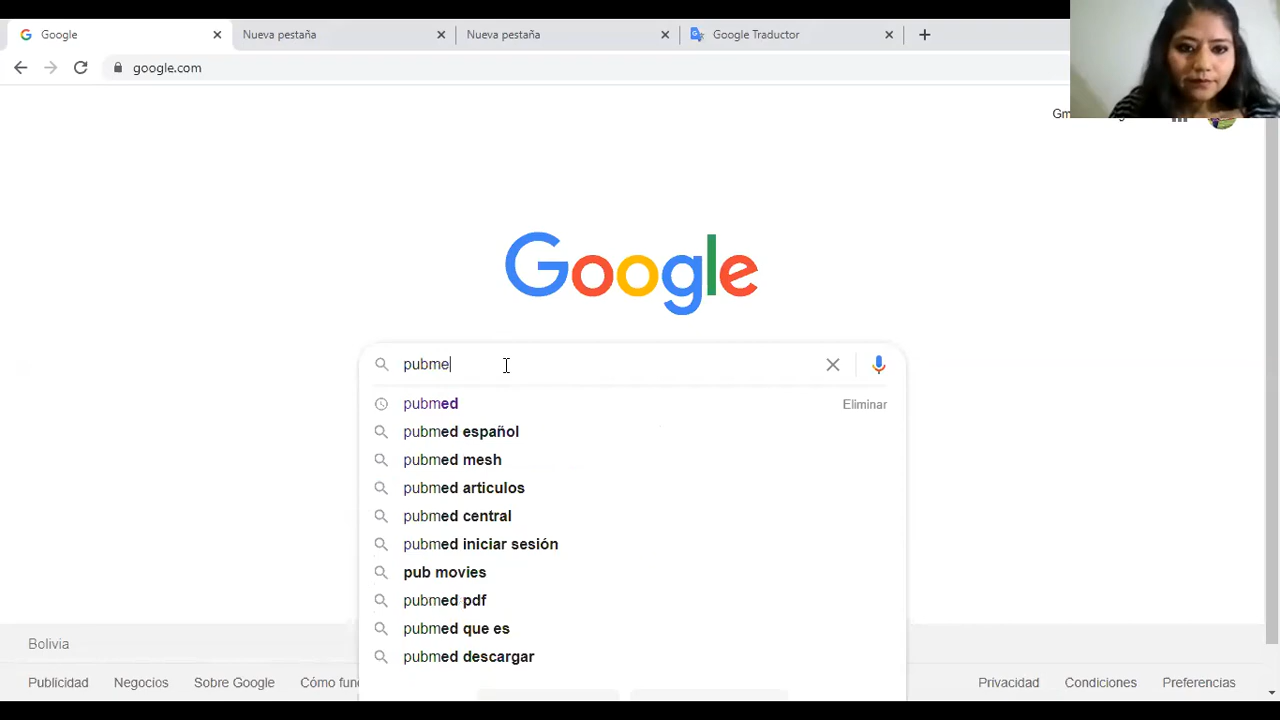 Google
Nueva pestaña
Nueva pestaña
Google Traductor
google.com
Google
pubme
pubmed
Eliminar
pubmed español
pubmed mesh
pubmed articulos
pubmed central
pubmed iniciar sesión
pub movies
pubmed pdf
pubmed que es
pubmed descargar
Bolivia
Publicidad
Negocios
Sobre Google
Privacidad
Condiciones
Preferencias